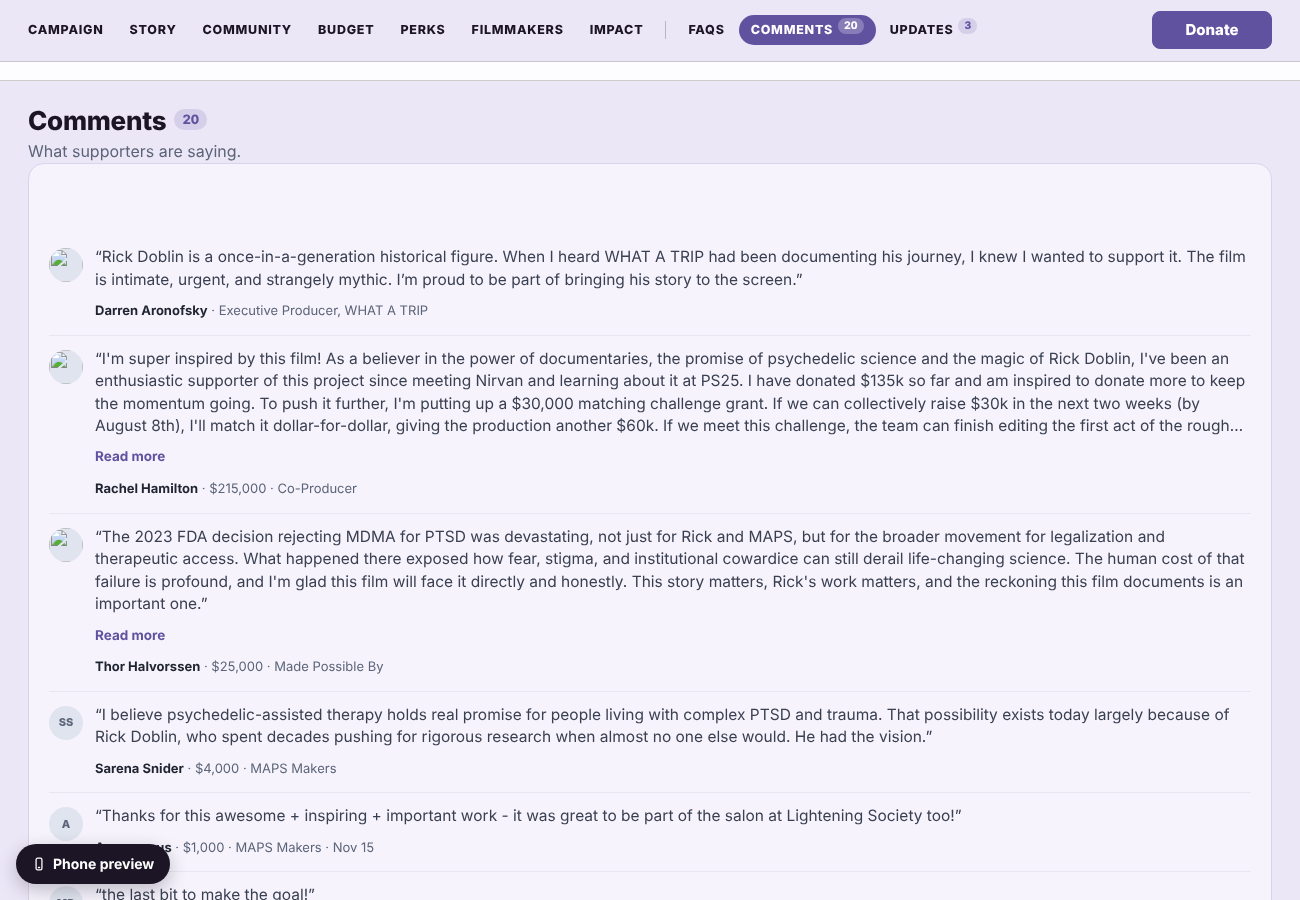 CAMPAIGN STORY COMMUNITY BUDGET PERKS FILMMAKERS IMPACT FAQS COMMENTS 20 UPDATES 3 Donate
Comments 20
What supporters are saying.
“Rick Doblin is a once-in-a-generation historical figure. When I heard WHAT A TRIP had been documenting his journey, I knew I wanted to support it. The film
is intimate, urgent, and strangely mythic. I’m proud to be part of bringing his story to the screen.”
Darren Aronofsky · Executive Producer, WHAT A TRIP
“I'm super inspired by this film! As a believer in the power of documentaries, the promise of psychedelic science and the magic of Rick Doblin, I've been an
enthusiastic supporter of this project since meeting Nirvan and learning about it at PS25. I have donated $135k so far and am inspired to donate more to keep
the momentum going. To push it further, I'm putting up a $30,000 matching challenge grant. If we can collectively raise $30k in the next two weeks (by
August 8th), I'll match it dollar-for-dollar, giving the production another $60k. If we meet this challenge, the team can finish editing the first act of the rough…
Read more
Rachel Hamilton · $215,000 · Co-Producer
“The 2023 FDA decision rejecting MDMA for PTSD was devastating, not just for Rick and MAPS, but for the broader movement for legalization and
therapeutic access. What happened there exposed how fear, stigma, and institutional cowardice can still derail life-changing science. The human cost of that
failure is profound, and I'm glad this film will face it directly and honestly. This story matters, Rick's work matters, and the reckoning this film documents is an
important one.”
Read more
Thor Halvorssen · $25,000 · Made Possible By
SS
“I believe psychedelic-assisted therapy holds real promise for people living with complex PTSD and trauma. That possibility exists today largely because of
Rick Doblin, who spent decades pushing for rigorous research when almost no one else would. He had the vision.”
Sarena Snider · $4,000 · MAPS Makers
A
“Thanks for this awesome + inspiring + important work - it was great to be part of the salon at Lightening Society too!”
· $1,000 · MAPS Makers · Nov 15
Phone preview
“the last bit to make the goal!”